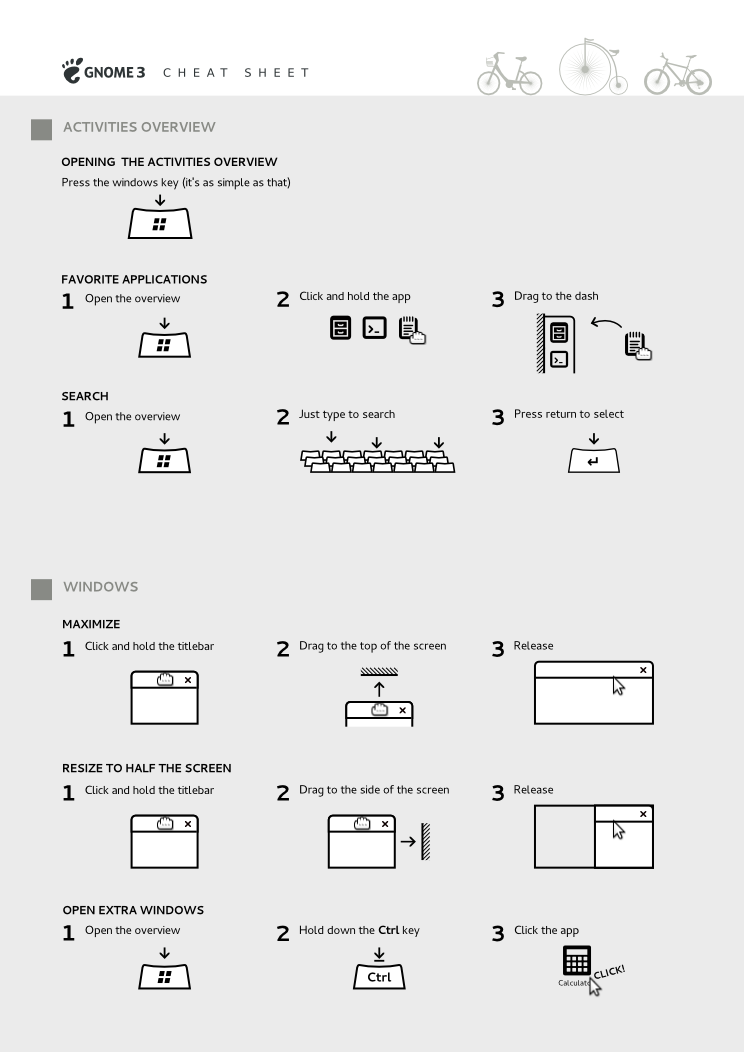 GNOME 3 CHEAT SHEET
ACTIVITIES OVERVIEW
OPENING THE ACTIVITIES OVERVIEW
Press the windows key (it's as simple as that)
FAVORITE APPLICATIONS
1 Open the overview
2 Click and hold the app
3 Drag to the dash
SEARCH
1 Open the overview
2 Just type to search
3 Press return to select
WINDOWS
MAXIMIZE
1 Click and hold the titlebar
2 Drag to the top of the screen
3 Release
RESIZE TO HALF THE SCREEN
1 Click and hold the titlebar
2 Drag to the side of the screen
3 Release
OPEN EXTRA WINDOWS
1 Open the overview
2 Hold down the Ctrl key
3 Click the app
Ctrl
CLICK!